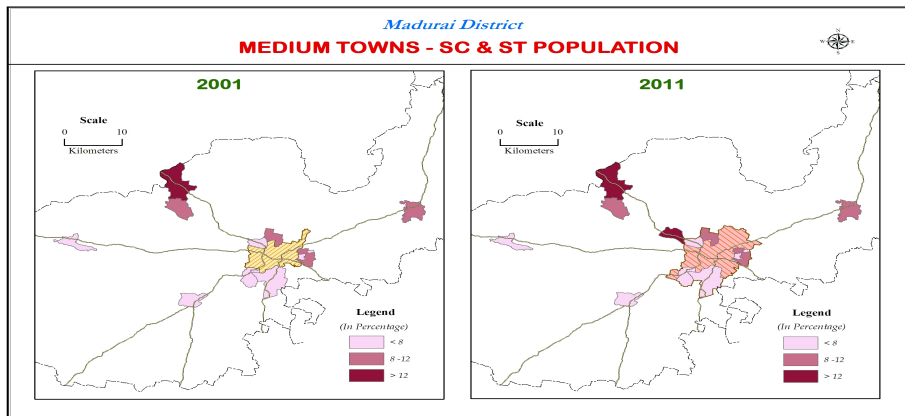 Madurai District
MEDIUM TOWNS - SC & ST POPULATION
N
W E
S
2001
Scale
0 10
Kilometers
Legend
(In Percentage)
< 8
8 -12
> 12
2011
Scale
0 10
Kilometers
Legend
(In Percentage)
< 8
8 -12
> 12